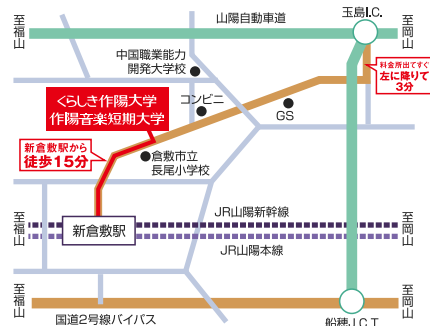 至福山
山陽自動車道
玉島I.C.
至岡山
中国職業能力
開発大学校
料金所出てすぐ
左に降りて
3分
くらしき作陽大学
作陽音楽短期大学
コンビニ
GS
新倉敷駅から
徒歩15分
倉敷市立
長尾小学校
至福山
JR山陽新幹線
至岡山
新倉敷駅
JR山陽本線
至福山
国道2号線バイパス
船穂J.C.T.
至岡山